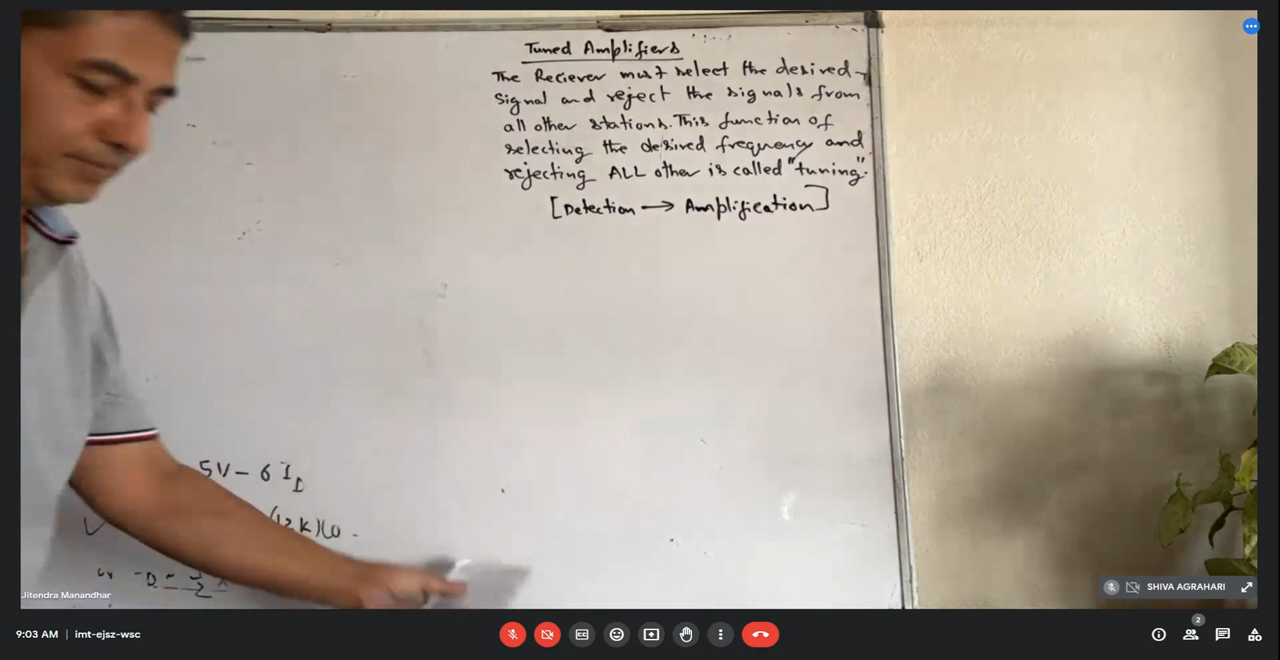 Tuned Amplifiers
The Reciever must select the desired
signal and reject the signals from
all other stations. This function of
selecting the desired frequency and
rejecting ALL other is called "tuning".
[Detection → Amplification]
5V - 6 I
Jitendra Manandhar
SHIVA AGRAHARI
9:03 AM | imt-ejsz-wsc
2